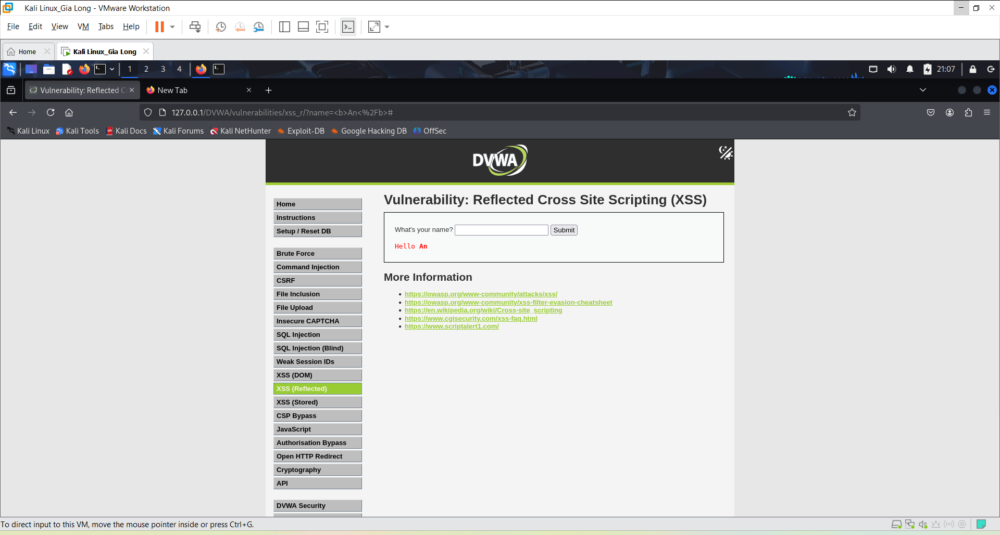 Kali Linux_Gia Long - VMware Workstation
File Edit View VM Tabs Help
Home Kali Linux_Gia Long
1 2 3 4 21:07
Vulnerability: Reflected C New Tab
127.0.0.1/DVWA/vulnerabilities/xss_r/?name=<b>An<%2Fb>#
Kali Linux Kali Tools Kali Docs Kali Forums Kali NetHunter Exploit-DB Google Hacking DB OffSec
DVWA
Vulnerability: Reflected Cross Site Scripting (XSS)
What's your name? Submit
Hello An
More Information
https://owasp.org/www-community/attacks/xss/
https://owasp.org/www-community/xss-filter-evasion-cheatsheet
https://en.wikipedia.org/wiki/Cross-site_scripting
https://www.cgisecurity.com/xss-faq.html
https://www.scriptalert1.com/
Home
Instructions
Setup / Reset DB
Brute Force
Command Injection
CSRF
File Inclusion
File Upload
Insecure CAPTCHA
SQL Injection
SQL Injection (Blind)
Weak Session IDs
XSS (DOM)
XSS (Reflected)
XSS (Stored)
CSP Bypass
JavaScript
Authorisation Bypass
Open HTTP Redirect
Cryptography
API
DVWA Security
To direct input to this VM, move the mouse pointer inside or press Ctrl+G.